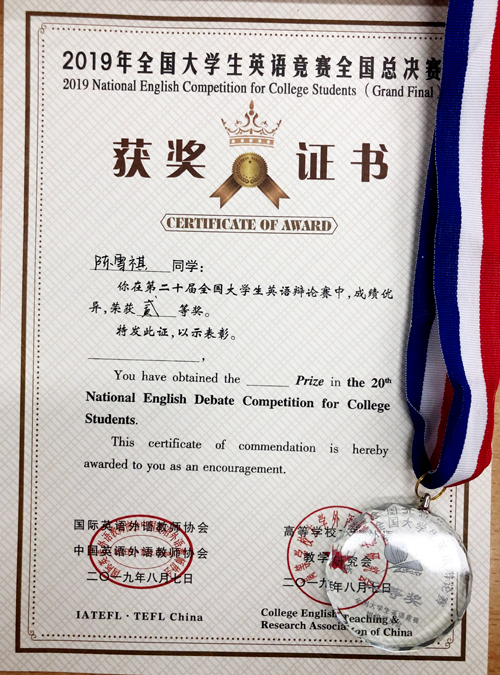 2019年全国大学生英语竞赛全国总决赛
2019 National English Competition for College Students ( Grand Final )
获奖 证书
CERTIFICATE OF AWARD
陈雪祺 同学:
你在第二十届全国大学生英语辩论赛中,成绩优
异,荣获 贰 等奖。
特发此证,以示表彰。
,
You have obtained the ______ Prize in the 20th
National English Debate Competition for College
Students.
This certificate of commendation is hereby
awarded to you as an encouragement.
国际英语外语教师协会
中国英语外语教师协会
二〇一九年八月七日
IATEFL·TEFL China
高等学校
教学研究会
二〇一九年八月七日
College English Teaching &
Research Association of China
等奖